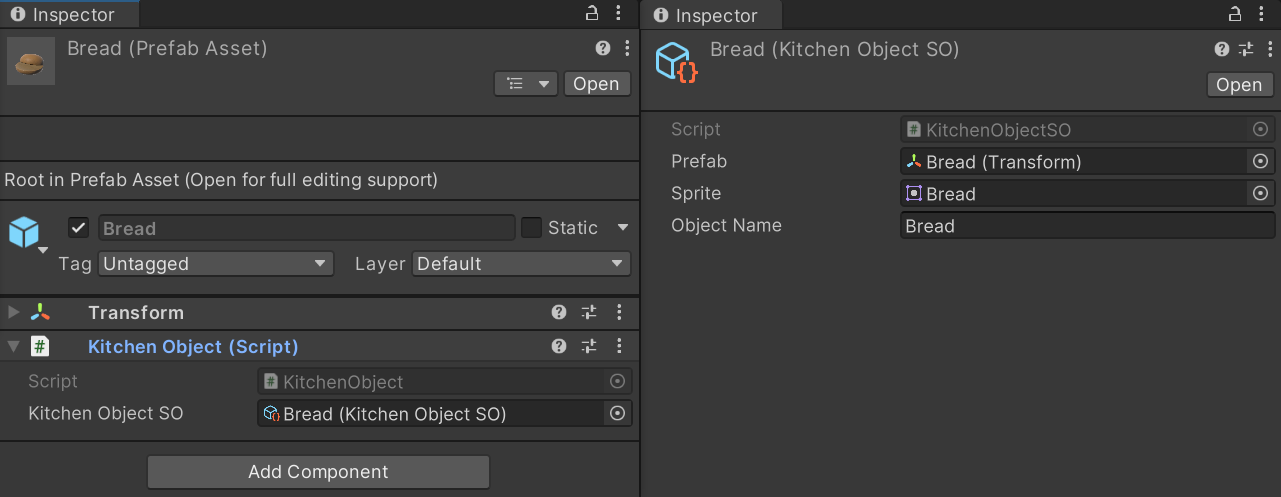 Inspector
Bread (Prefab Asset)
Open
Root in Prefab Asset (Open for full editing support)
Bread
Static
Tag Untagged
Layer Default
Transform
# Kitchen Object (Script)
Script # KitchenObject
Kitchen Object SO {} Bread (Kitchen Object SO)
Add Component
Inspector
{} Bread (Kitchen Object SO)
Open
Script # KitchenObjectSO
Prefab Bread (Transform)
Sprite Bread
Object Name Bread